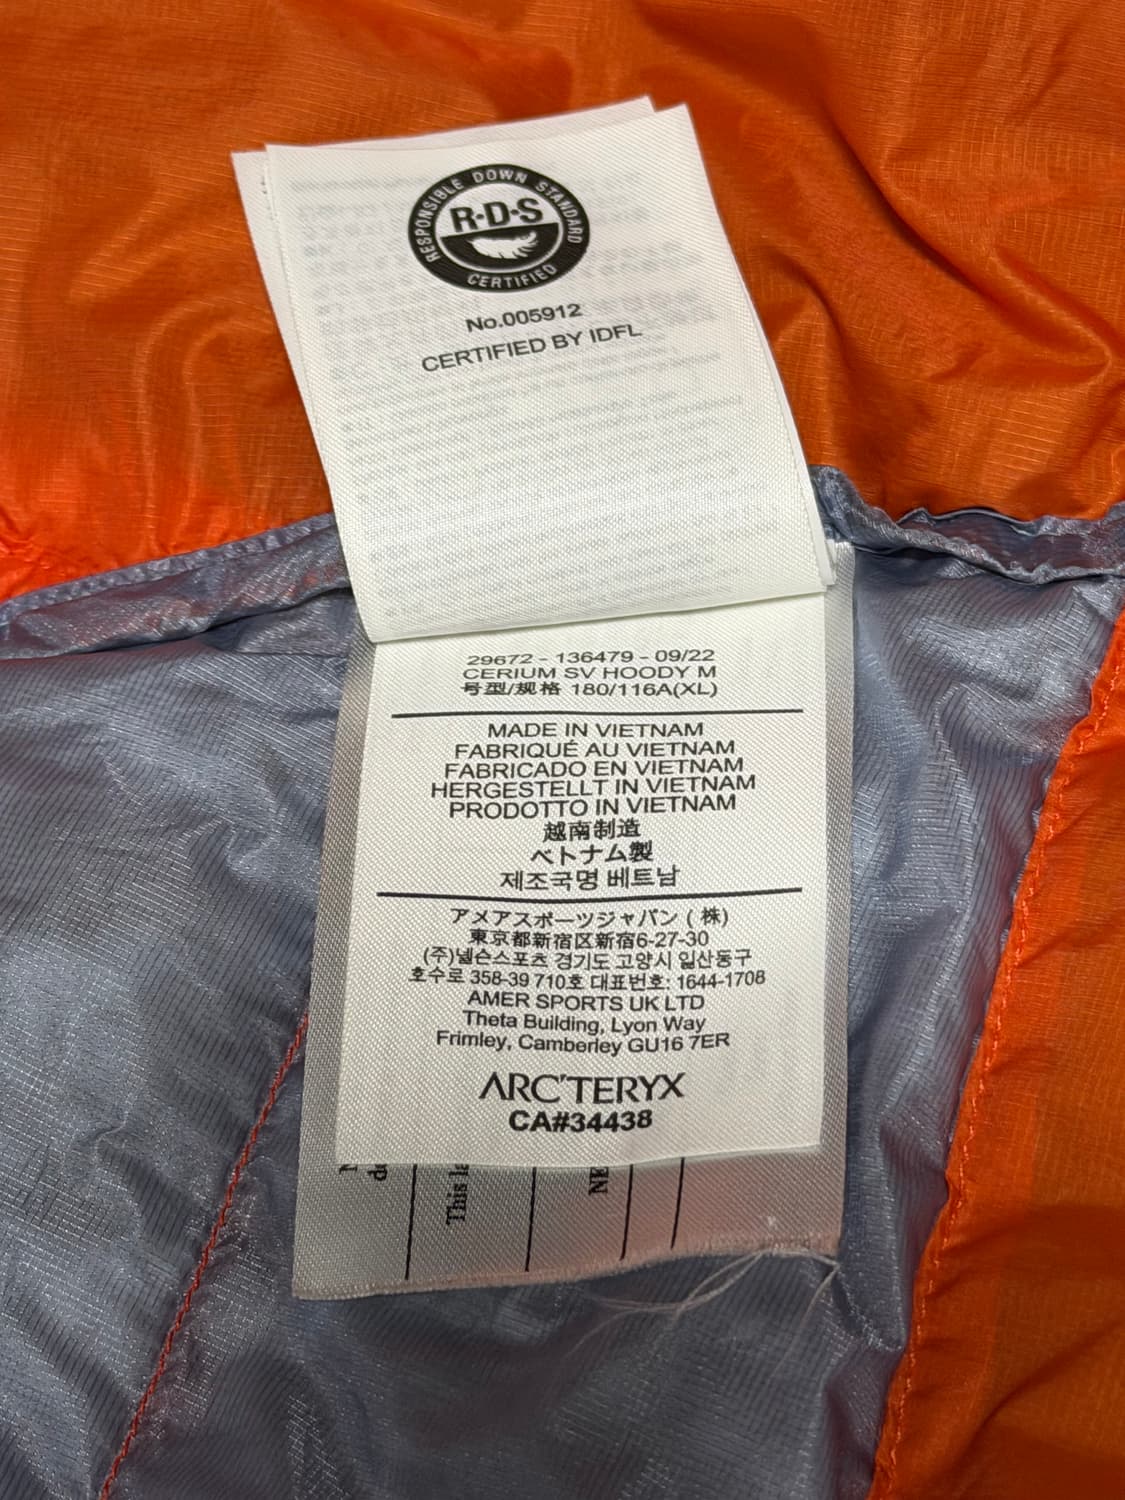 RESPONSIBLE DOWN STANDARD
R·D·S
CERTIFIED
No.005912
CERTIFIED BY IDFL
29672 - 136479 - 09/22
CERIUM SV HOODY M
号型/规格 180/116A(XL)
MADE IN VIETNAM
FABRIQUÉ AU VIETNAM
FABRICADO EN VIETNAM
HERGESTELLT IN VIETNAM
PRODOTTO IN VIETNAM
越南制造
ベトナム製
제조국명 베트남
アメアスポーツジャパン (株)
東京都新宿区新宿6-27-30
(주)넬슨스포츠 경기도 고양시 일산동구
호수로 358-39 710호 대표번호: 1644-1708
AMER SPORTS UK LTD
Theta Building, Lyon Way
Frimley, Camberley GU16 7ER
ARC'TERYX
CA#34438
This